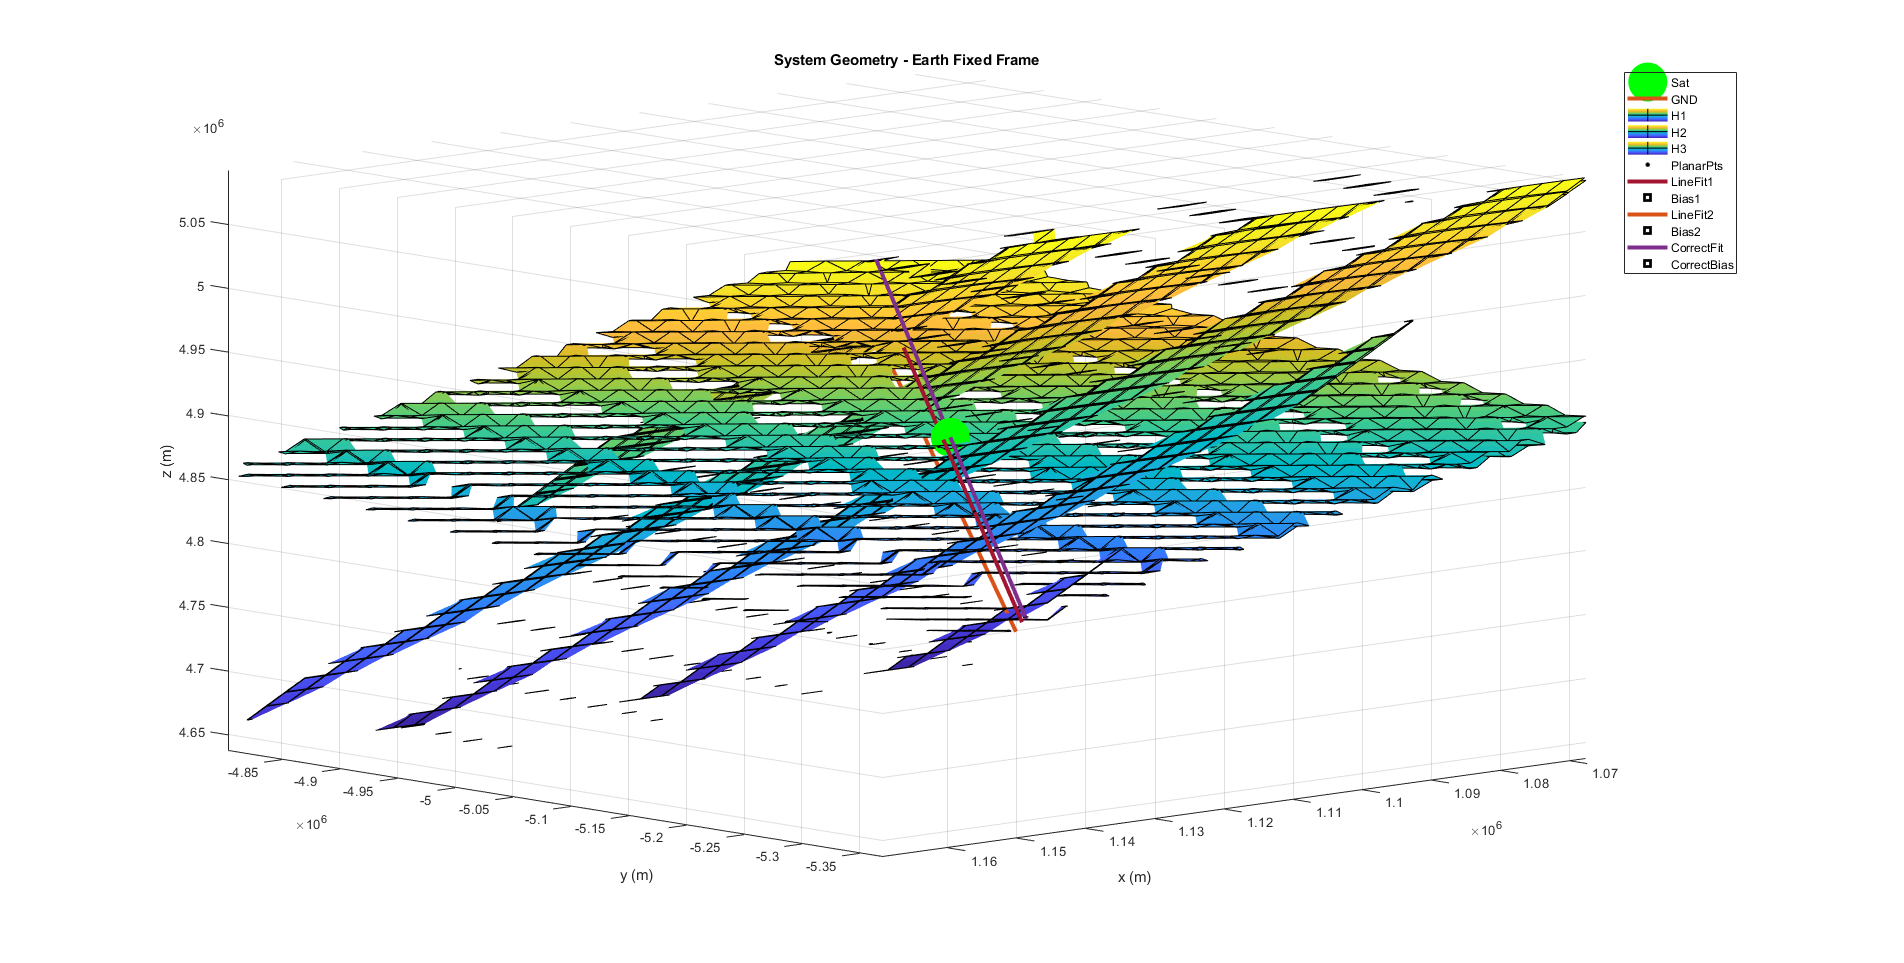 System Geometry - Earth Fixed Frame
×10⁶
5.05
5
4.95
4.9
4.85
4.8
4.75
4.7
4.65
z (m)
-4.85
-4.9
-4.95
-5
-5.05
-5.1
-5.15
-5.2
-5.25
-5.3
-5.35
×10⁶
y (m)
1.16
1.15
1.14
1.13
1.12
1.11
1.1
1.09
1.08
1.07
×10⁶
x (m)
Sat
GND
H1
H2
H3
PlanarPts
LineFit1
Bias1
LineFit2
Bias2
CorrectFit
CorrectBias